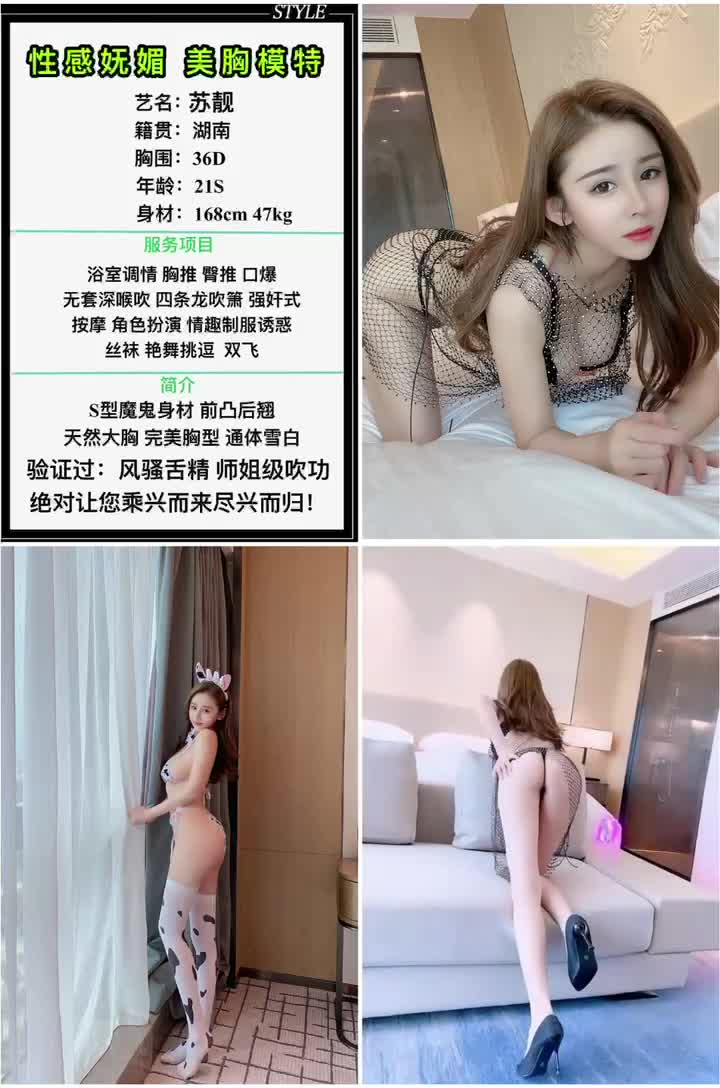 STYLE
性感妩媚 美胸模特
艺名：苏靓
籍贯：湖南
胸围：36D
年龄：21S
身材：168cm 47kg
服务项目
浴室调情 胸推 臀推 口爆
无套深喉吹 四条龙吹箫 强奸式
按摩 角色扮演 情趣制服诱惑
丝袜 艳舞挑逗 双飞
简介
S型魔鬼身材 前凸后翘
天然大胸 完美胸型 通体雪白
验证过：风骚舌精 师姐级吹功
绝对让您乘兴而来尽兴而归！